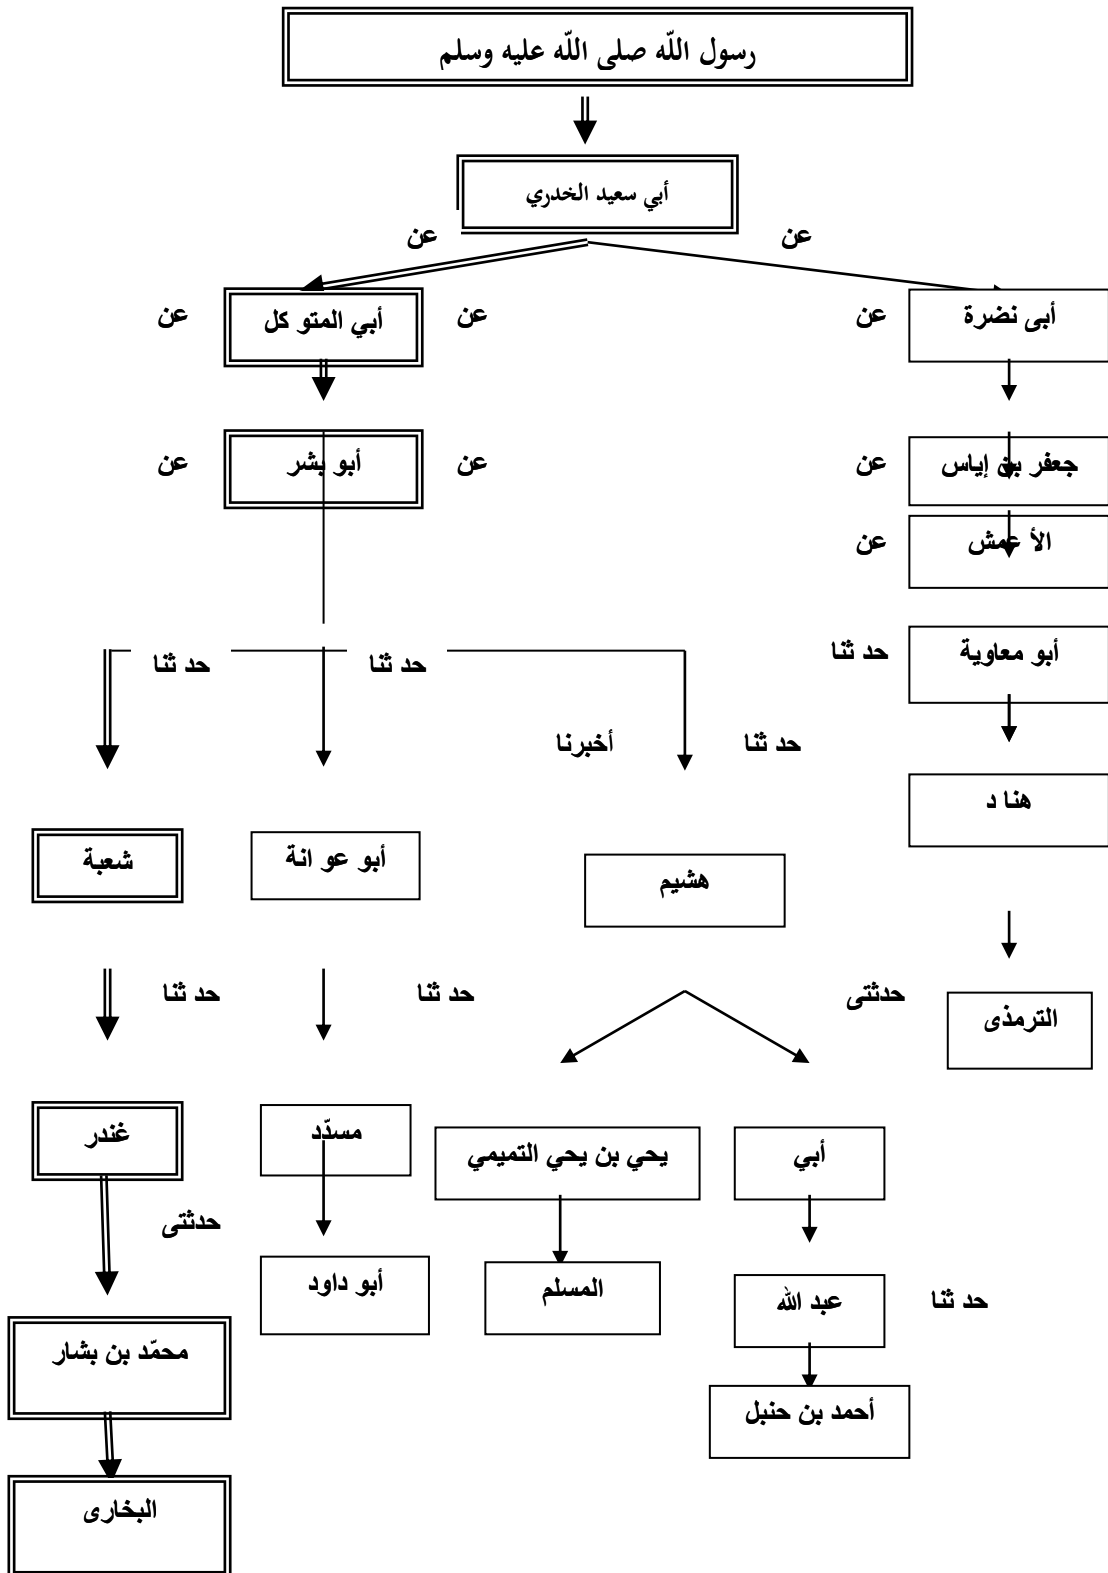 رسول اللّه صلى اللّه عليه وسلم
أبي سعيد الخدري
عن
عن
أبى نضرة
عن
عن
أبي المتو كل
عن
جعفر بن إياس
عن
عن
أبو بشر
عن
الأ عمش
عن
أبو معاوية
حد ثنا
حد ثنا
حد ثنا
حد ثنا
أخبرنا
هنا د
هشيم
أبو عو انة
شعبة
الترمذى
حدثتى
حد ثنا
حد ثنا
أبي
يحي بن يحي التميمي
مسدّد
غندر
حدثتى
حد ثنا
عبد الله
المسلم
أبو داود
محمّد بن بشار
أحمد بن حنبل
البخارى